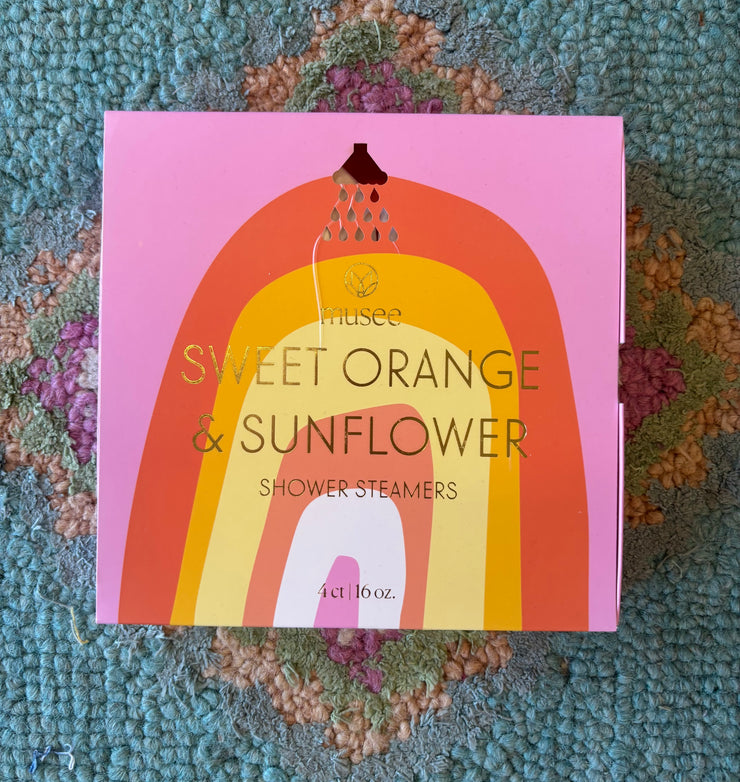 musee
SWEET ORANGE
& SUNFLOWER
SHOWER STEAMERS
4 ct | 16 oz.